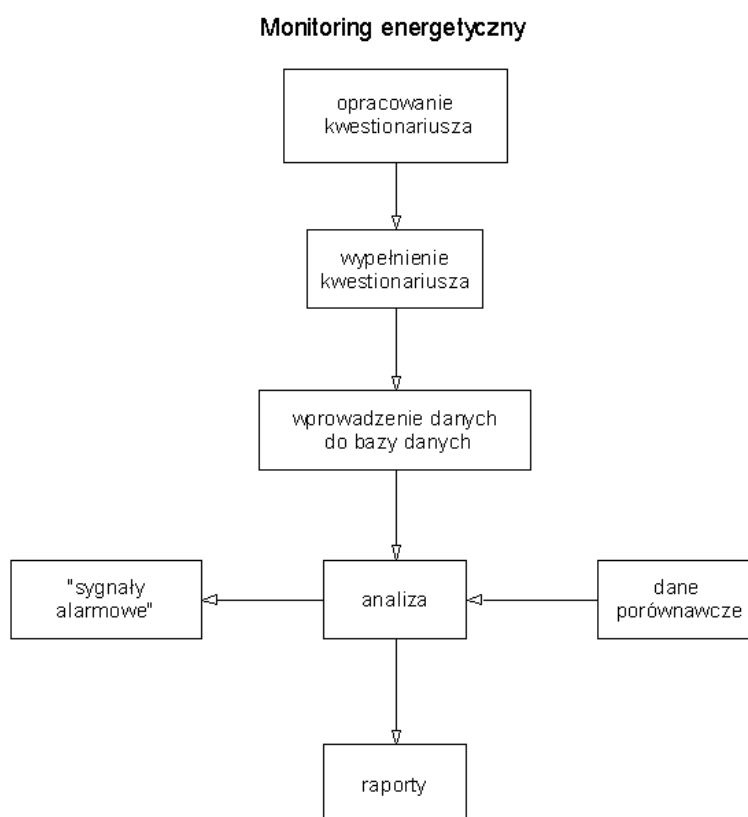 Monitoring energetyczny
opracowanie
kwestionariusza
wypełnienie
kwestionariusza
wprowadzenie danych
do bazy danych
"sygnały
alarmowe"
analiza
dane
porównawcze
raporty